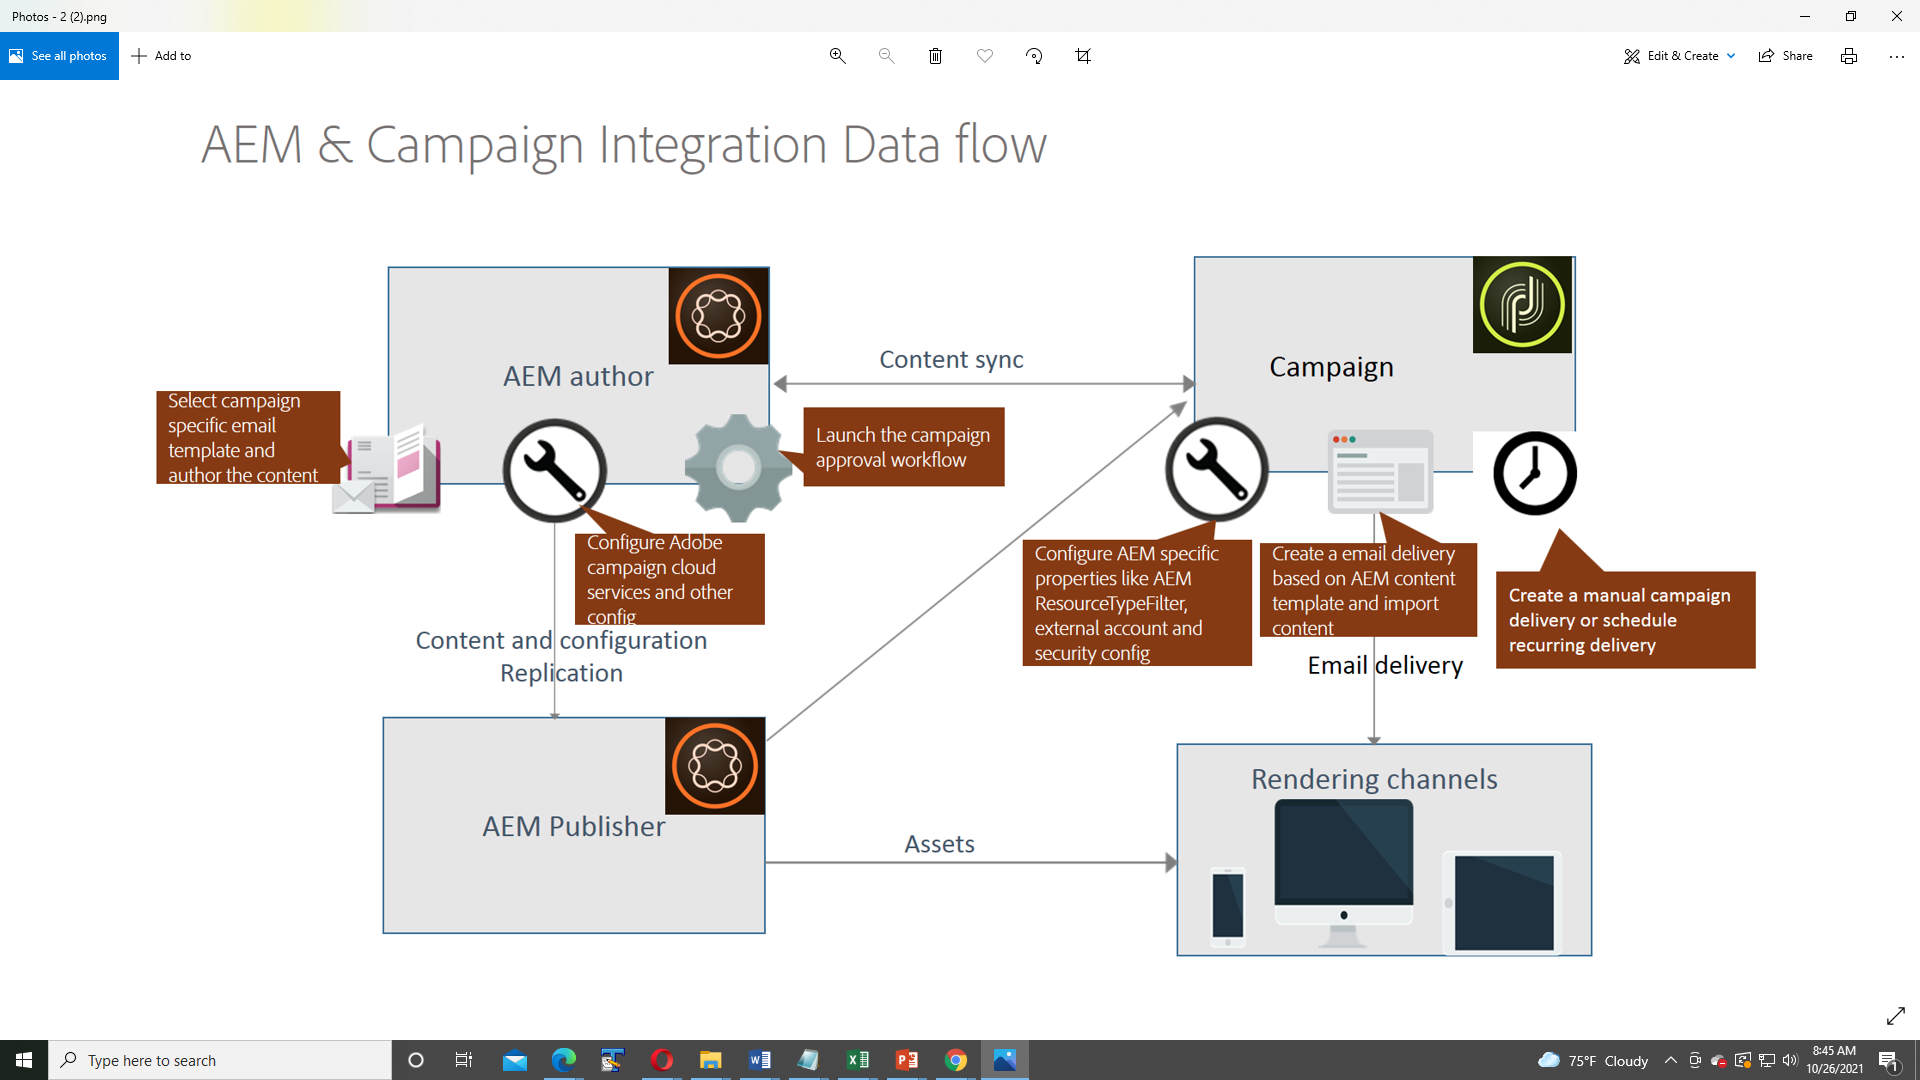 Photos - 2 (2).png
See all photos
Add to
Edit & Create
Share
AEM & Campaign Integration Data flow
AEM author
Content sync
Campaign
Select campaign
specific email
template and
author the content
Launch the campaign
approval workflow
Configure Adobe
campaign cloud
services and other
config
Configure AEM specific
properties like AEM
ResourceTypeFilter,
external account and
security config
Create a email delivery
based on AEM content
template and import
content
Create a manual campaign
delivery or schedule
recurring delivery
Content and configuration
Replication
Email delivery
AEM Publisher
Assets
Rendering channels
Type here to search
75°F Cloudy
8:45 AM
10/26/2021
1